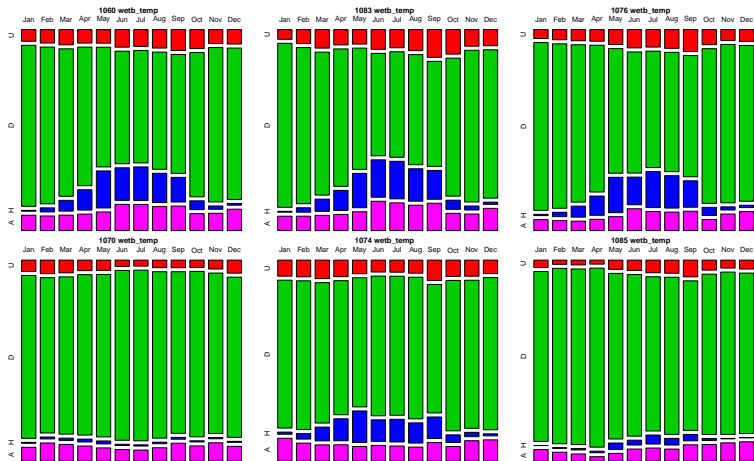 1060 wetb_temp
Jan Feb Mar Apr May Jun Jul Aug Sep Oct Nov Dec
U
D
H
A
1083 wetb_temp
Jan Feb Mar Apr May Jun Jul Aug Sep Oct Nov Dec
1076 wetb_temp
Jan Feb Mar Apr May Jun Jul Aug Sep Oct Nov Dec
U
D
H
A
1070 wetb_temp
Jan Feb Mar Apr May Jun Jul Aug Sep Oct Nov Dec
U
D
H
A
1074 wetb_temp
Jan Feb Mar Apr May Jun Jul Aug Sep Oct Nov Dec
U
D
H
A
1085 wetb_temp
Jan Feb Mar Apr May Jun Jul Aug Sep Oct Nov Dec
U
D
H
A
U
D
H
A